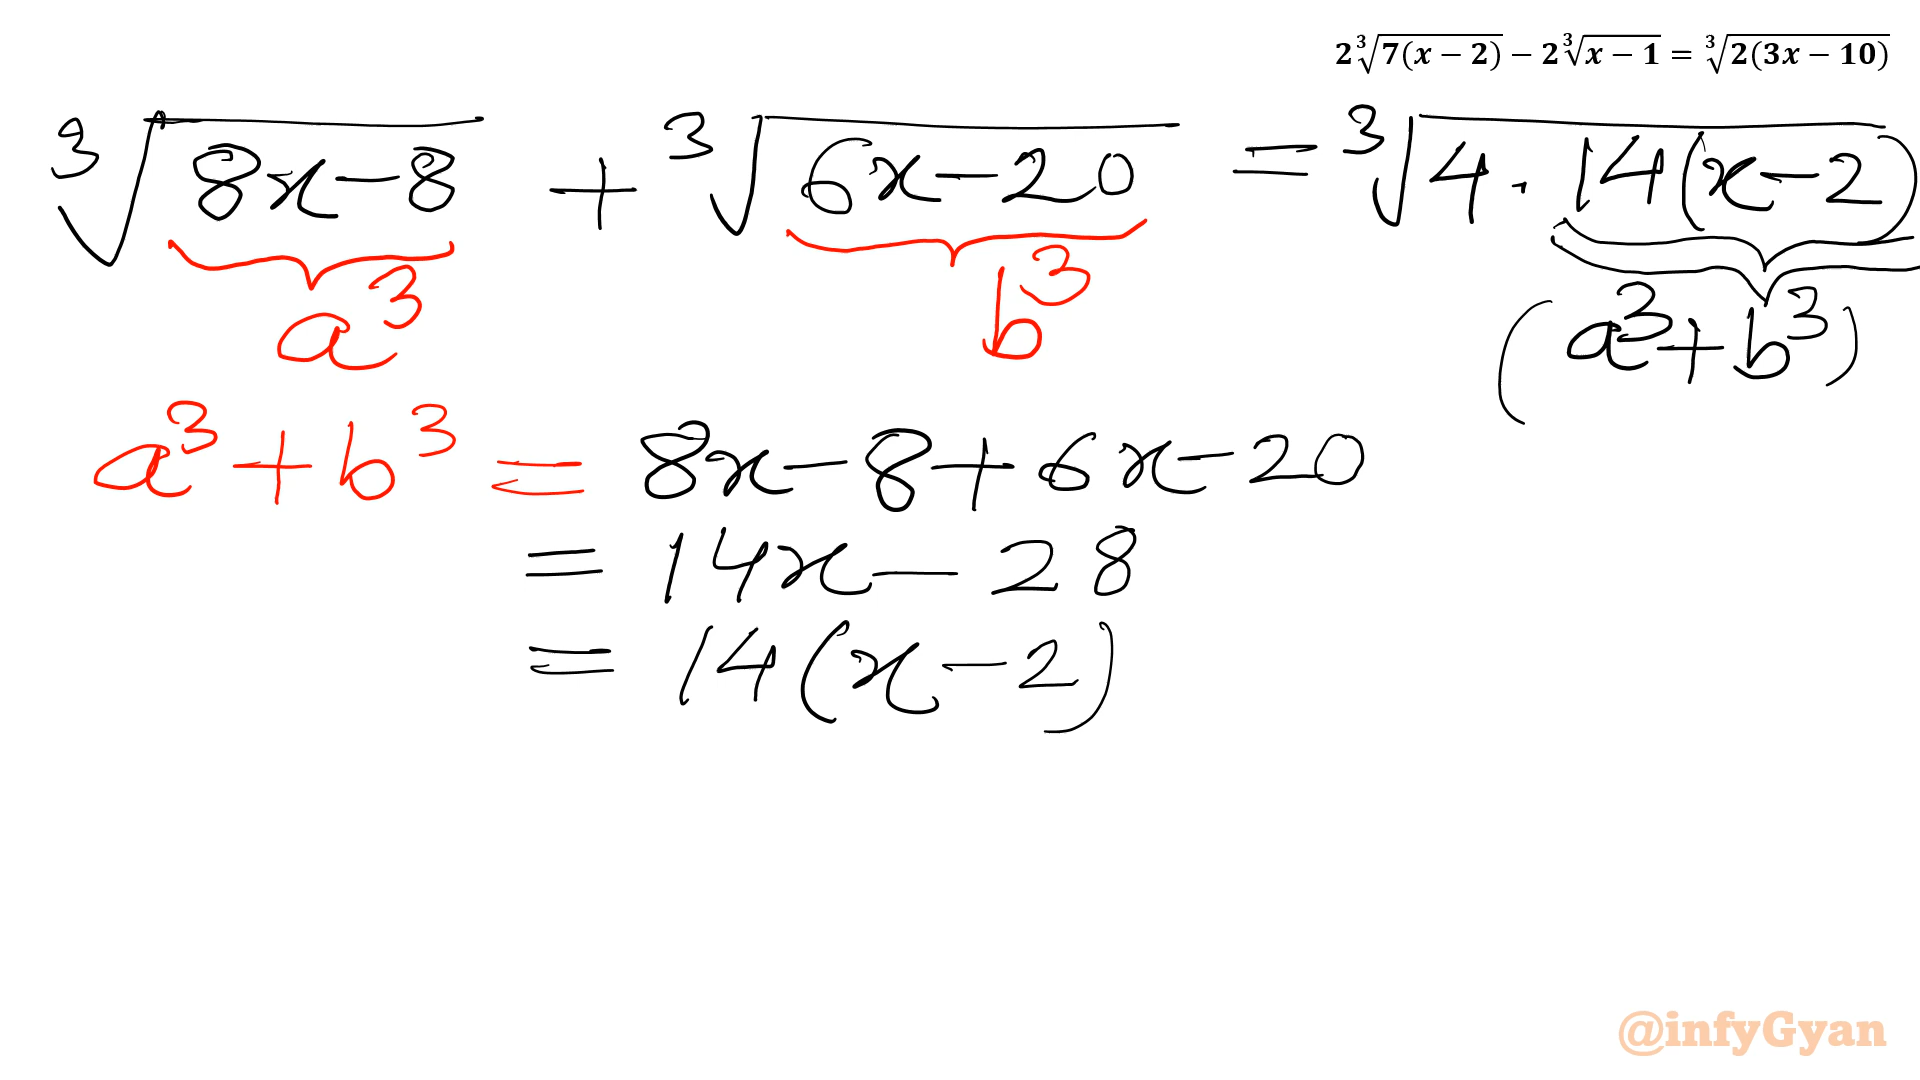 2∛7(x − 2) − 2∛x − 1 = ∛2(3x − 10)
∛8x − 8 + ∛6x − 20 = ∛4 · 14(x − 2)
a³ b³ (a³ + b³)
a³ + b³ = 8x − 8 + 6x − 20
= 14x − 28
= 14(x − 2)
@infyGyan